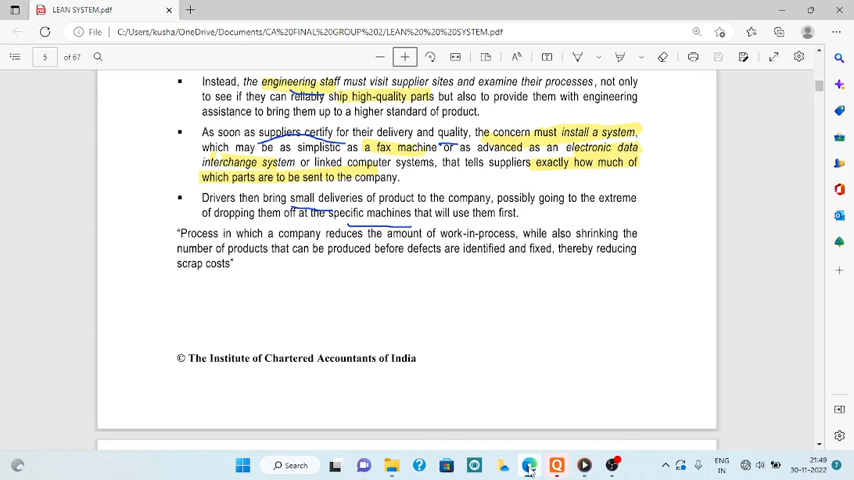 LEAN SYSTEM.pdf
File
C:/Users/kusha/OneDrive/Documents/CA%20FINAL%20GROUP%202/LEAN%20%20%20SYSTEM.pdf
5 of 67
▪ Instead, the engineering staff must visit supplier sites and examine their processes, not only
to see if they can reliably ship high-quality parts but also to provide them with engineering
assistance to bring them up to a higher standard of product.
▪ As soon as suppliers certify for their delivery and quality, the concern must install a system,
which may be as simplistic as a fax machine or as advanced as an electronic data
interchange system or linked computer systems, that tells suppliers exactly how much of
which parts are to be sent to the company.
▪ Drivers then bring small deliveries of product to the company, possibly going to the extreme
of dropping them off at the specific machines that will use them first.
“Process in which a company reduces the amount of work-in-process, while also shrinking the
number of products that can be produced before defects are identified and fixed, thereby reducing
scrap costs”
© The Institute of Chartered Accountants of India
Search
ENG
IN
21:49
30-11-2022